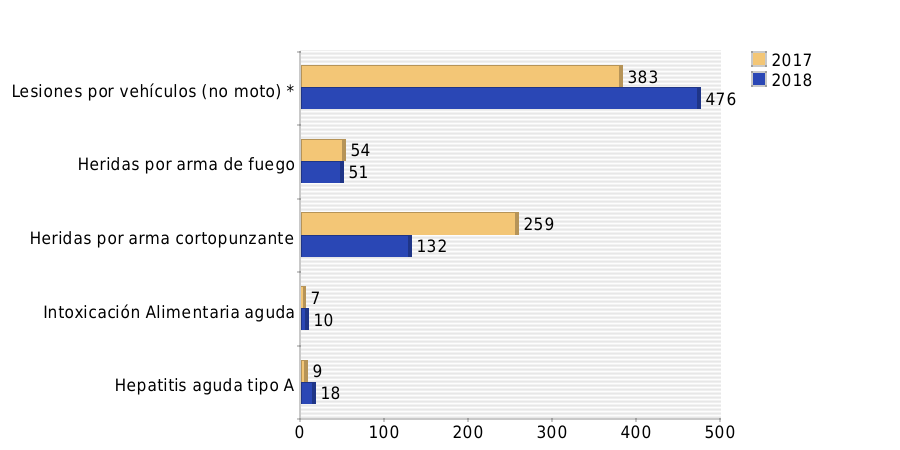 2017
2018
Lesiones por vehículos (no moto) *
383
476
Heridas por arma de fuego
54
51
Heridas por arma cortopunzante
259
132
Intoxicación Alimentaria aguda
7
10
Hepatitis aguda tipo A
9
18
0 100 200 300 400 500